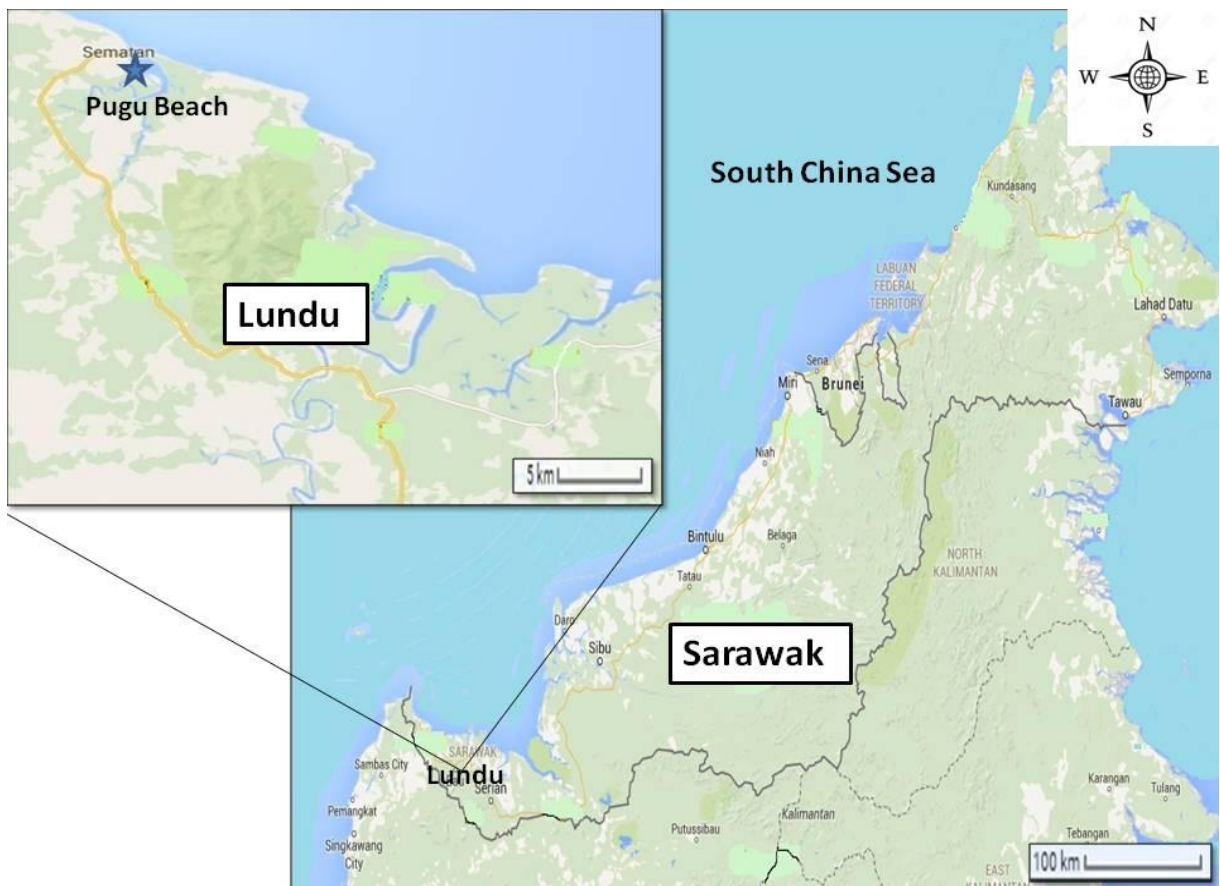 Sematan
Pugu Beach
Lundu
5 km
N
W
E
S
South China Sea
Kundasang
LABUAN
FEDERAL
TERRITORY
Lahad Datu
Semporna
Tawau
Sena
Miri
Brunei
Niah
Bintulu
Belaga
Tatau
NORTH
KALIMANTAN
Daro
Sibu
Sarawak
SARAWAK
Lundu
Serian
Sambas City
Pemangkat
Singkawang
City
Putussibau
Kalimantan
Karangan
Tulang
Tebangan
EAST
KALIMANTAN
100 km